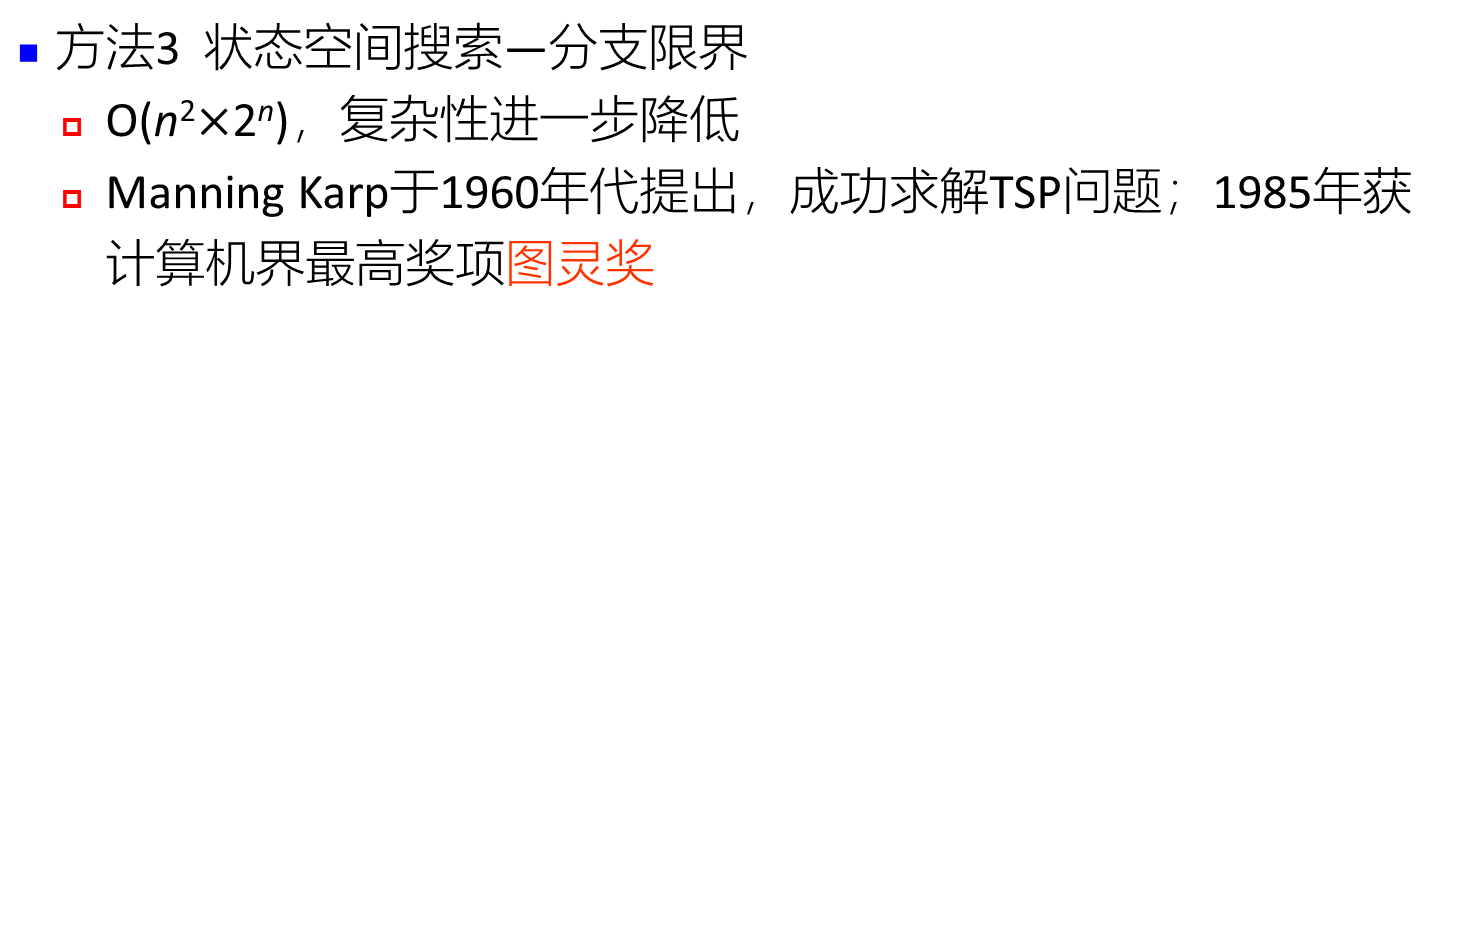 方法3 状态空间搜索—分支限界
O(n²×2ⁿ)，复杂性进一步降低
Manning Karp于1960年代提出，成功求解TSP问题；1985年获
计算机界最高奖项图灵奖